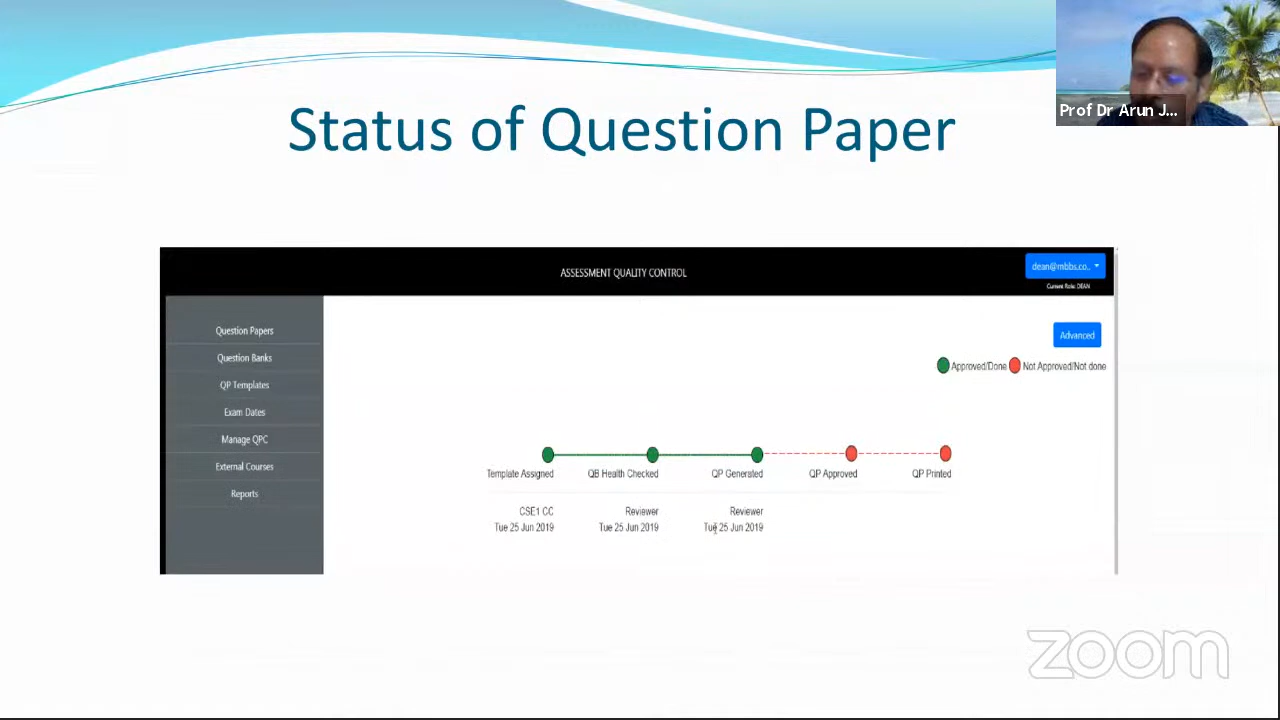 Prof Dr Arun J...
Status of Question Paper
ASSESSMENT QUALITY CONTROL
dean@mbbs.co..
Current Role: DEAN
Question Papers
Question Banks
QP Templates
Exam Dates
Manage QPC
External Courses
Reports
Advanced
Approved/Done
Not Approved/Not done
Template Assigned
QB Health Checked
QP Generated
QP Approved
QP Printed
CSE1 CC
Reviewer
Reviewer
Tue 25 Jun 2019
Tue 25 Jun 2019
Tue 25 Jun 2019
zoom